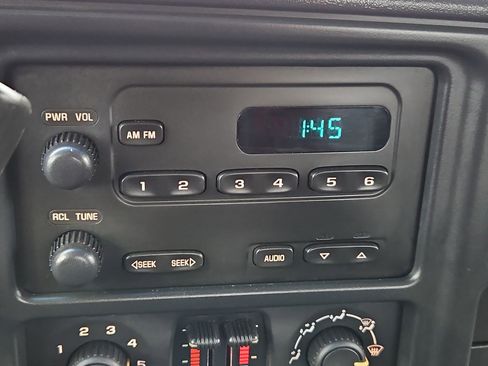 PWR VOL
AM FM
1:45
1 2 3 4 5 6
RCL TUNE
SEEK SEEK
AUDIO
1 2 3 4 5